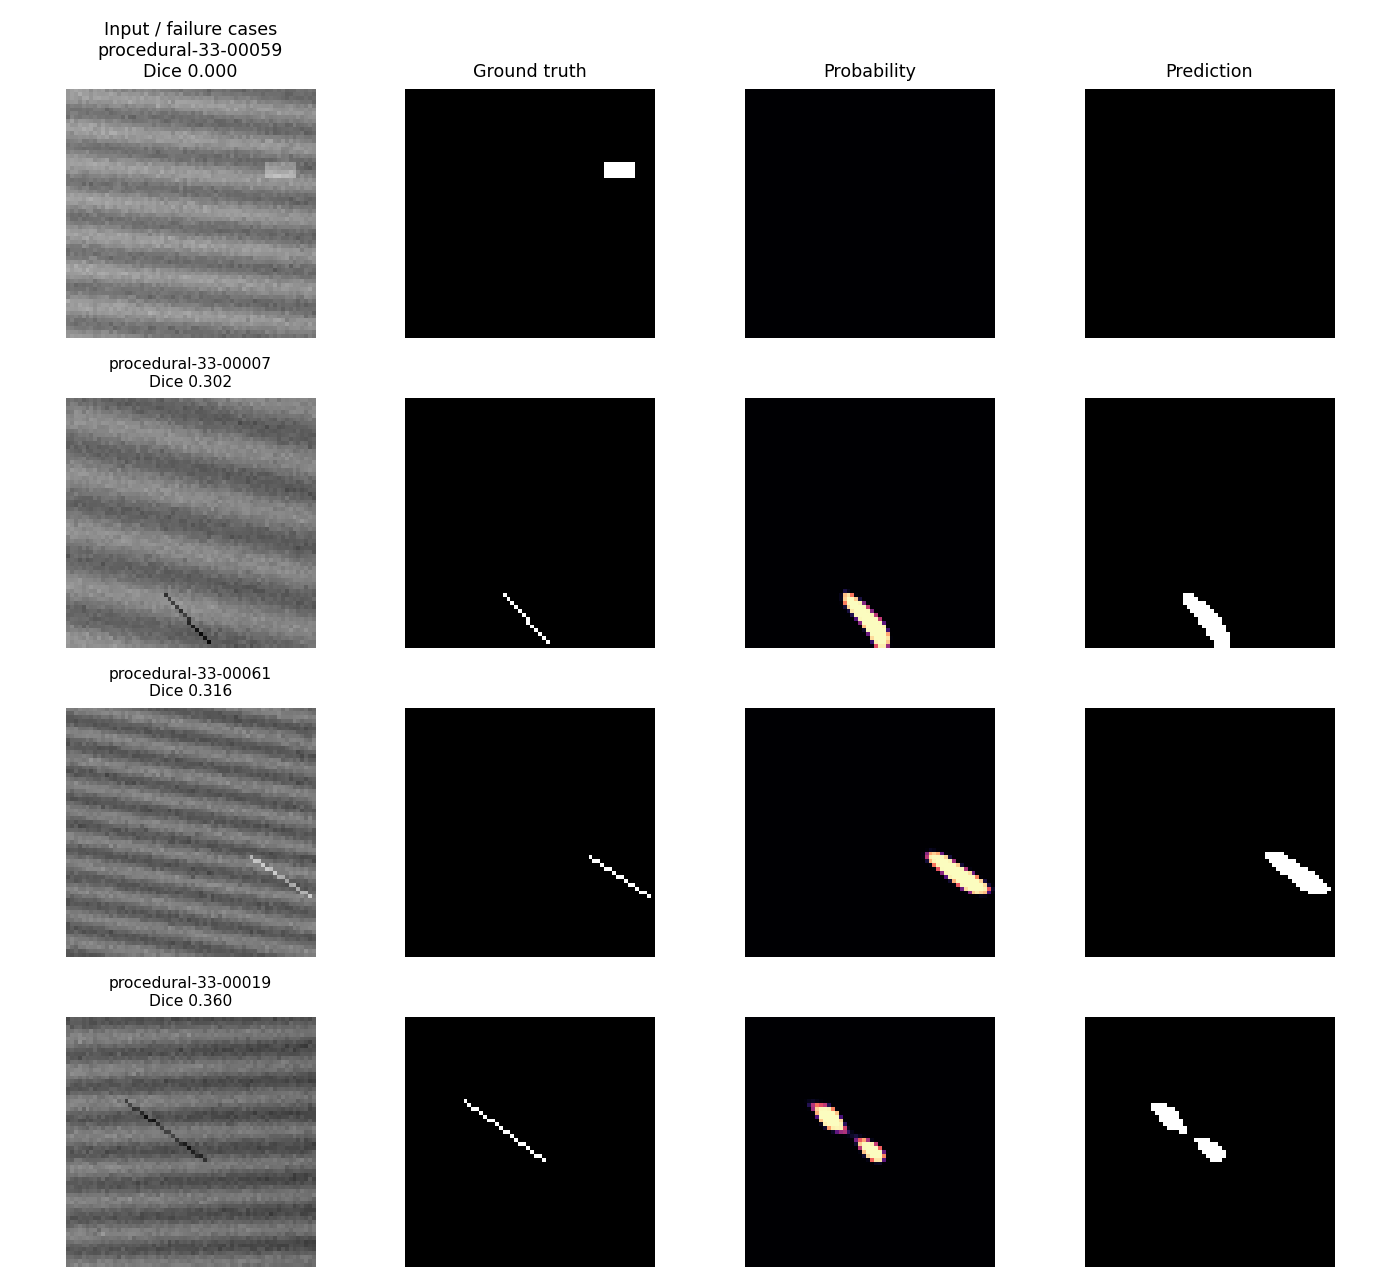 Input / failure cases
procedural-33-00059
Dice 0.000
Ground truth
Probability
Prediction
procedural-33-00007
Dice 0.302
procedural-33-00061
Dice 0.316
procedural-33-00019
Dice 0.360